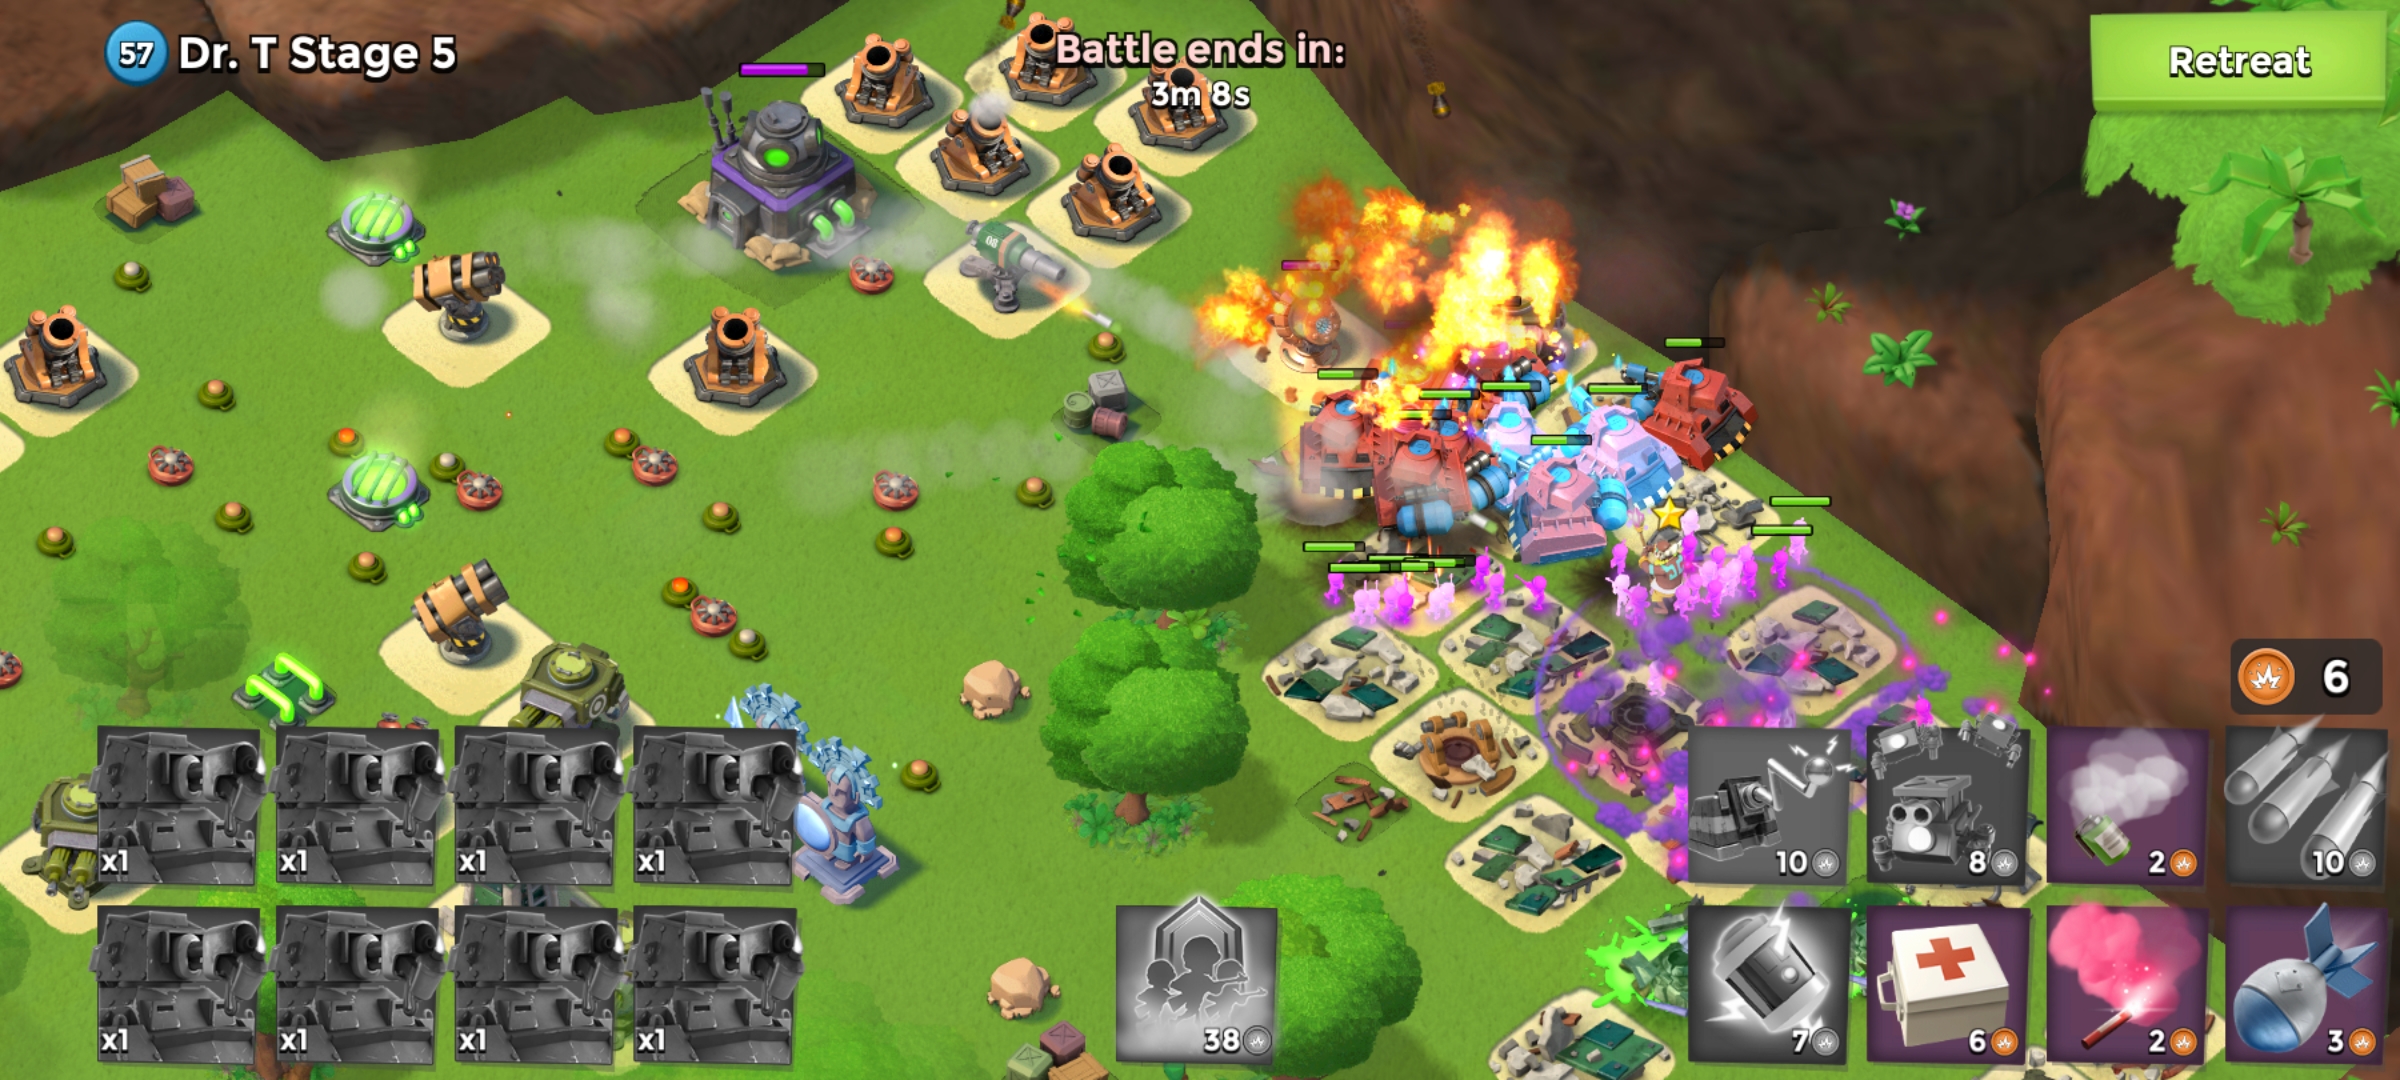 57 Dr. T Stage 5
Battle ends in:
3m 8s
Retreat
6
x1 x1 x1 x1
10 8 2 10
x1 x1 x1 x1
38
7 6 2 3